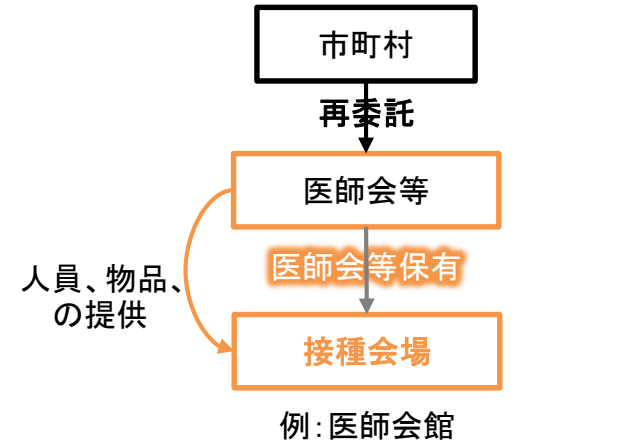 市町村
再委託
医師会等
医師会等保有
人員、物品、
の提供
接種会場
例：医師会館